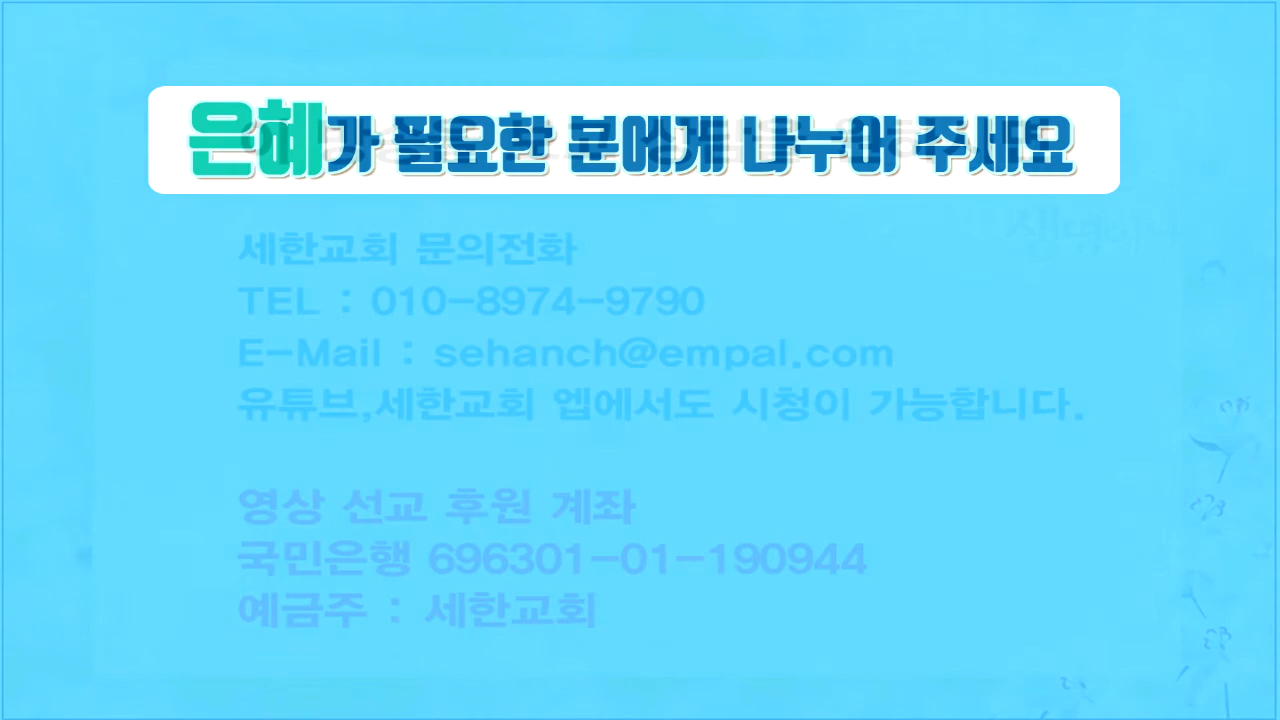 은혜가 필요한 분에게 나누어 주세요
세한교회 문의전화
TEL : 010-8974-9790
E-Mail : sehanch@empal.com
유튜브,세한교회 엡에서도 시청이 가능합니다.
영상 선교 후원 계좌
국민은행 696301-01-190944
예금주 : 세한교회